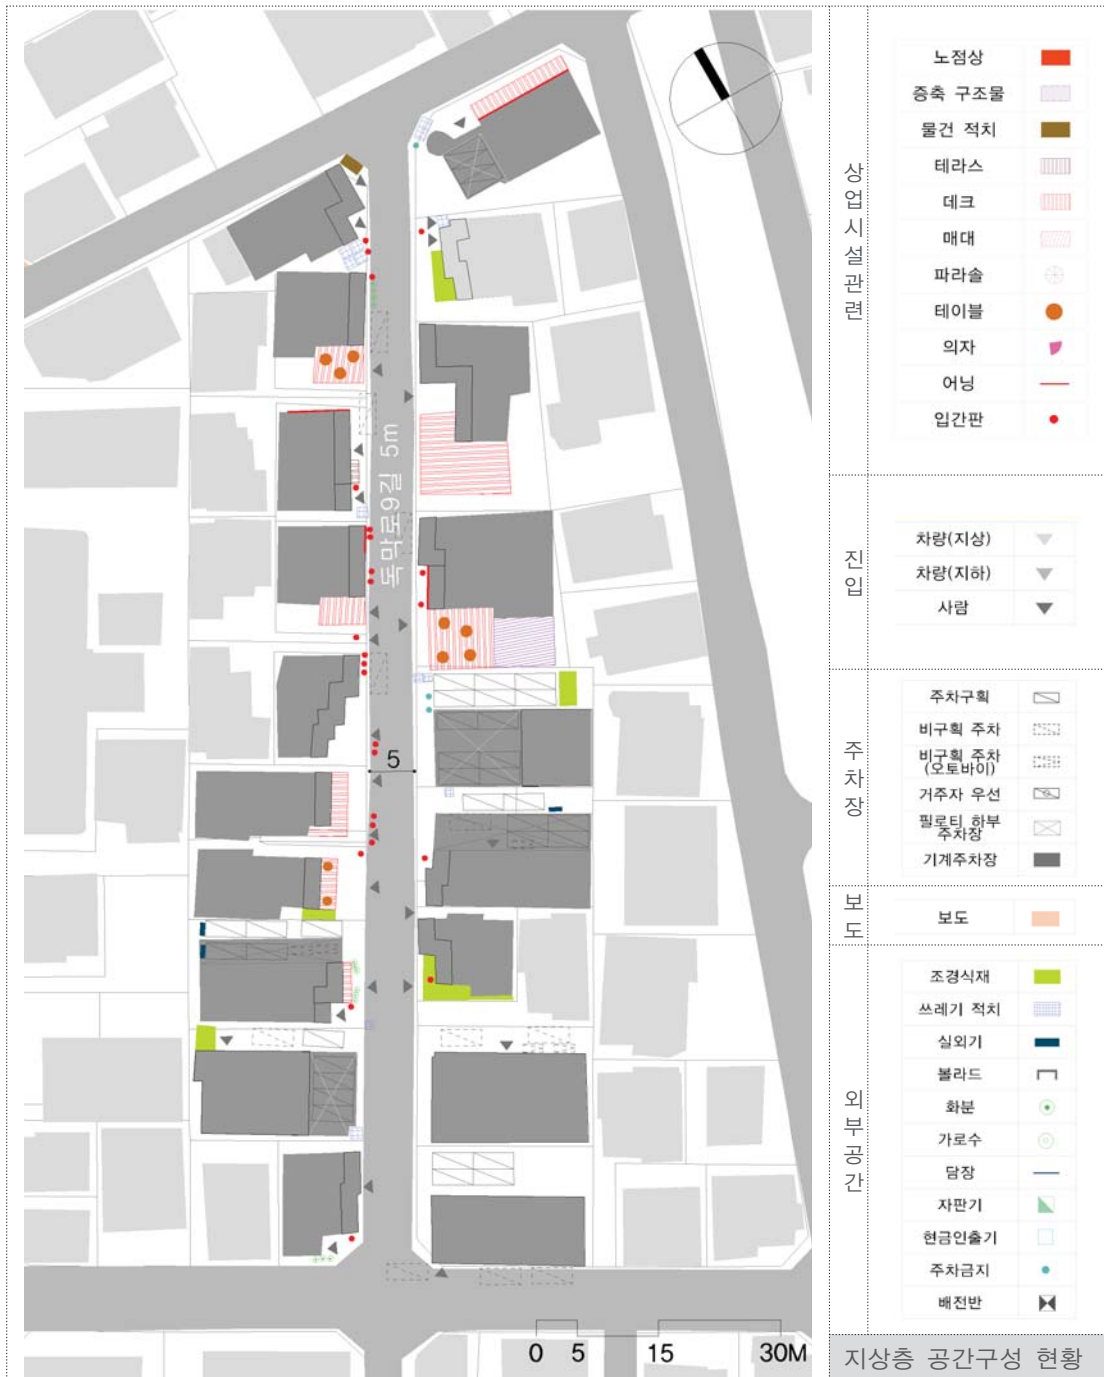 독막로9길 5m
5
0 5 15 30M
상업시설관련
노점상
증축 구조물
물건 적치
테라스
데크
매대
파라솔
테이블
의자
어닝
입간판
진입
차량(지상)
차량(지하)
사람
주차장
주차구획
비구획 주차
비구획 주차
(오토바이)
거주자 우선
필로티 하부
주차장
기계주차장
보도
보도
외부공간
조경식재
쓰레기 적치
실외기
볼라드
화분
가로수
담장
자판기
현금인출기
주차금지
배전반
지상층 공간구성 현황